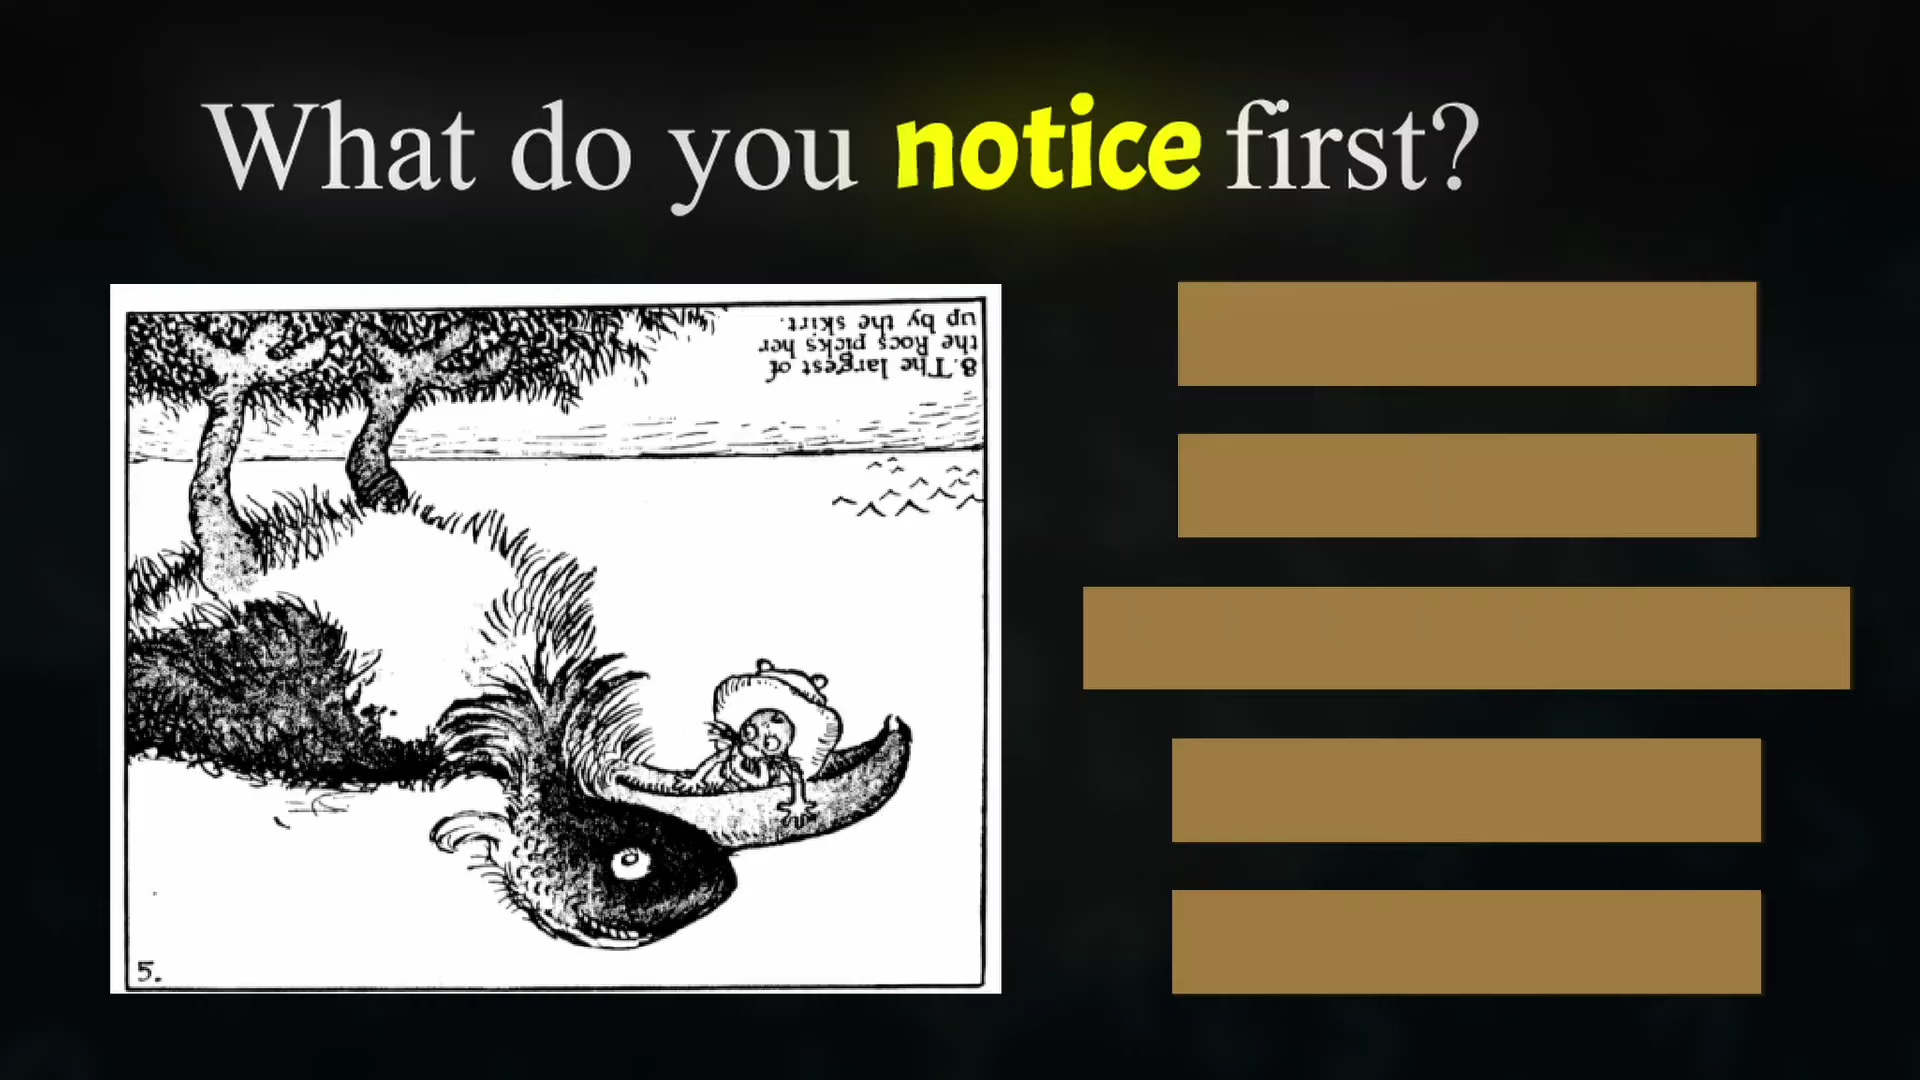 What do you notice first?
8. The largest of
the Rocs picks her
up by the skirt.
5.